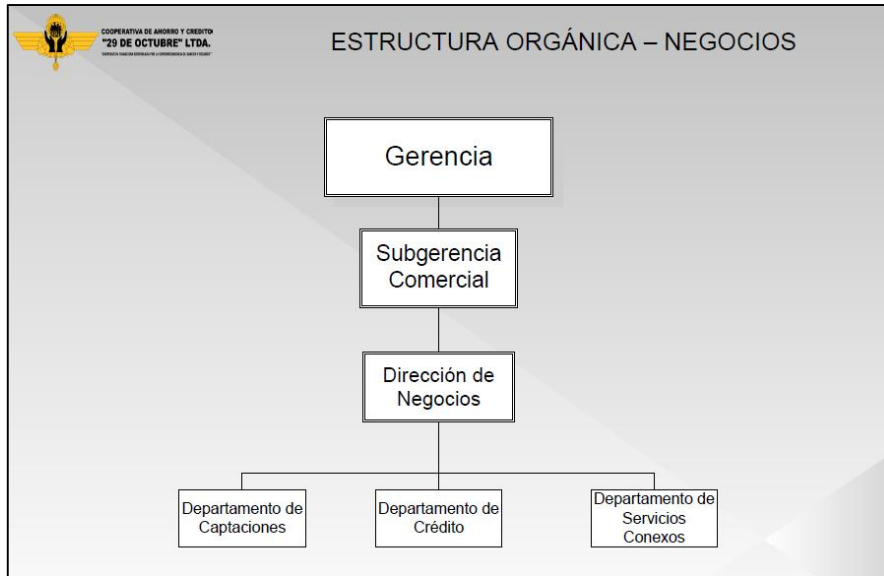 COOPERATIVA DE AHORRO Y CREDITO
"29 DE OCTUBRE" LTDA.
ESTRUCTURA ORGÁNICA – NEGOCIOS
Gerencia
Subgerencia
Comercial
Dirección de
Negocios
Departamento de
Captaciones
Departamento de
Crédito
Departamento de
Servicios
Conexos